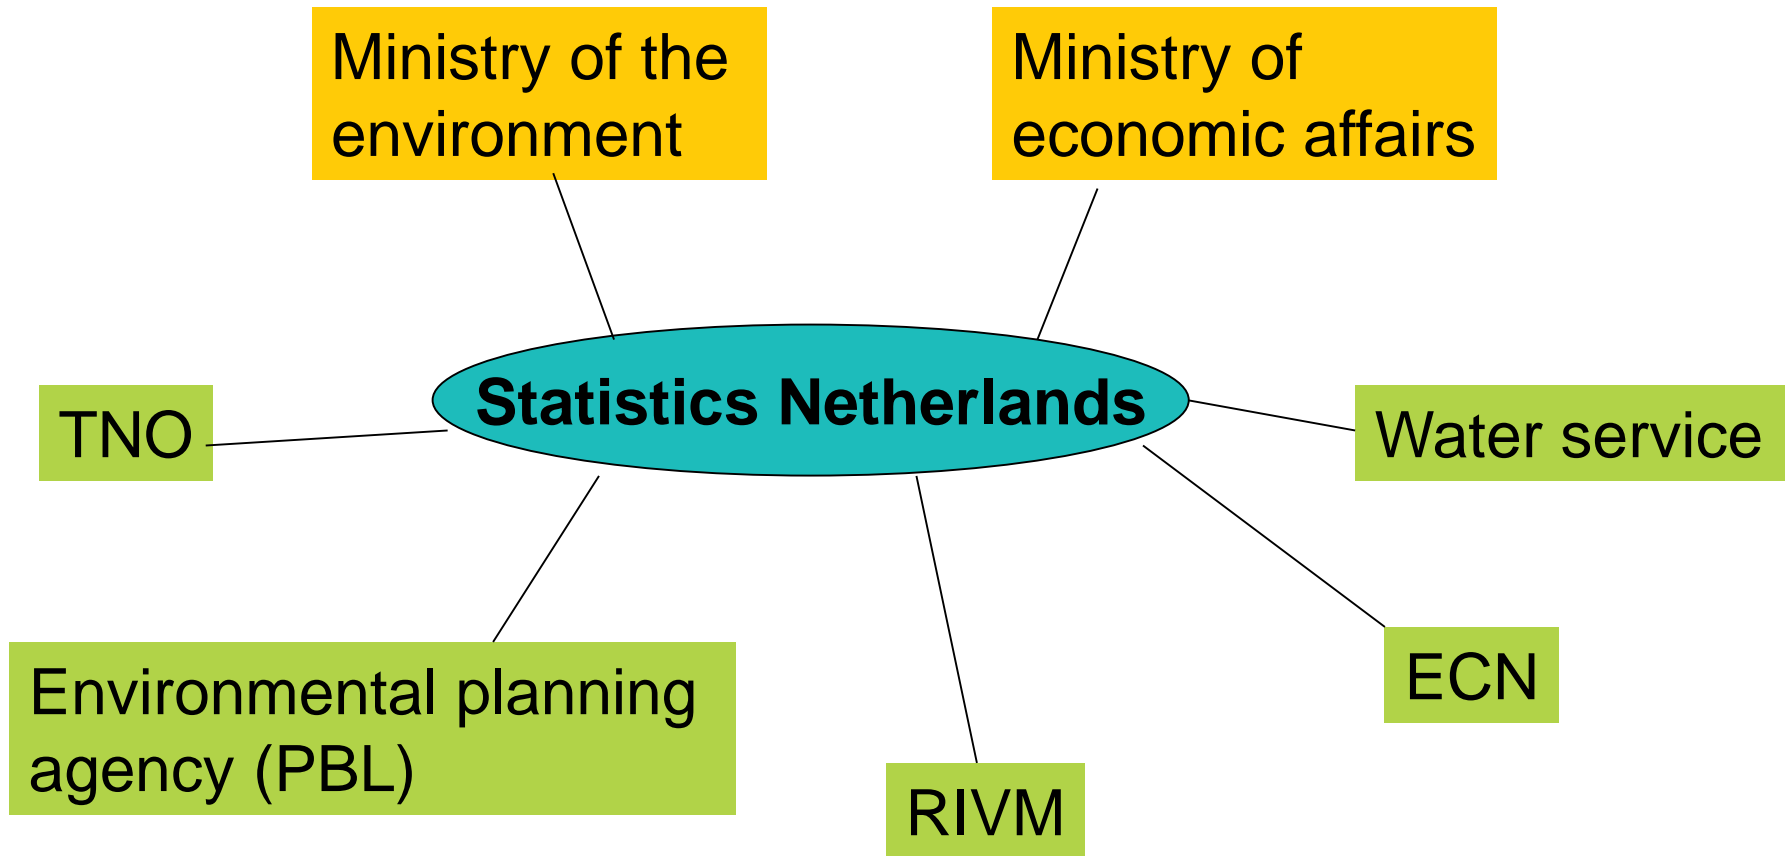 Ministry of the
environment
Ministry of
economic affairs
Statistics Netherlands
TNO
Water service
Environmental planning
agency (PBL)
ECN
RIVM